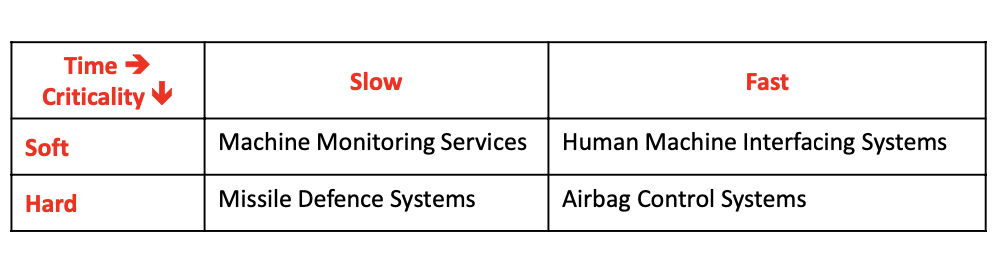 Time ➔
Criticality 🡇
Slow
Fast
Soft
Machine Monitoring Services
Human Machine Interfacing Systems
Hard
Missile Defence Systems
Airbag Control Systems